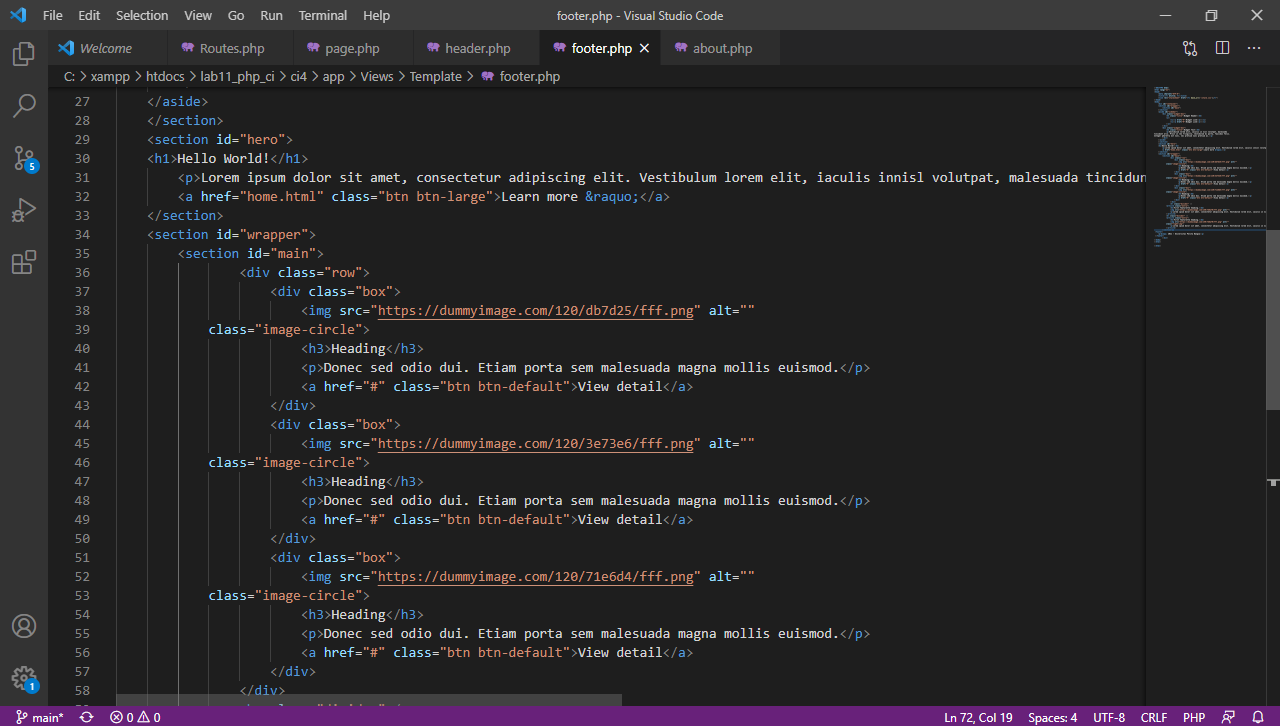 File Edit Selection View Go Run Terminal Help footer.php - Visual Studio Code
Welcome Routes.php page.php header.php footer.php about.php
C: > xampp > htdocs > lab11_php_ci > ci4 > app > Views > Template > footer.php
27 </aside>
28 </section>
29 <section id="hero">
30 <h1>Hello World!</h1>
31 <p>Lorem ipsum dolor sit amet, consectetur adipiscing elit. Vestibulum lorem elit, iaculis innisl volutpat, malesuada tincidun
32 <a href="home.html" class="btn btn-large">Learn more &raquo;</a>
33 </section>
34 <section id="wrapper">
35 <section id="main">
36 <div class="row">
37 <div class="box">
38 <img src="https://dummyimage.com/120/db7d25/fff.png" alt=""
39 class="image-circle">
40 <h3>Heading</h3>
41 <p>Donec sed odio dui. Etiam porta sem malesuada magna mollis euismod.</p>
42 <a href="#" class="btn btn-default">View detail</a>
43 </div>
44 <div class="box">
45 <img src="https://dummyimage.com/120/3e73e6/fff.png" alt=""
46 class="image-circle">
47 <h3>Heading</h3>
48 <p>Donec sed odio dui. Etiam porta sem malesuada magna mollis euismod.</p>
49 <a href="#" class="btn btn-default">View detail</a>
50 </div>
51 <div class="box">
52 <img src="https://dummyimage.com/120/71e6d4/fff.png" alt=""
53 class="image-circle">
54 <h3>Heading</h3>
55 <p>Donec sed odio dui. Etiam porta sem malesuada magna mollis euismod.</p>
56 <a href="#" class="btn btn-default">View detail</a>
57 </div>
58 </div>
5
1
main* 0 0 Ln 72, Col 19 Spaces: 4 UTF-8 CRLF PHP